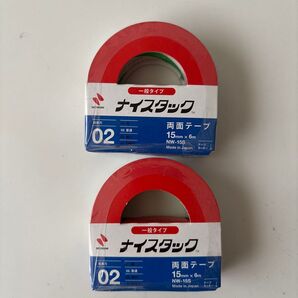 一般タイプ
ナイスタック
NICHIBAN
02
両面テープ
15mm × 6m
NW-15S
Made in Japan
一般タイプ
ナイスタック
NICHIBAN
02
両面テープ
15mm × 6m
NW-15S
Made in Japan